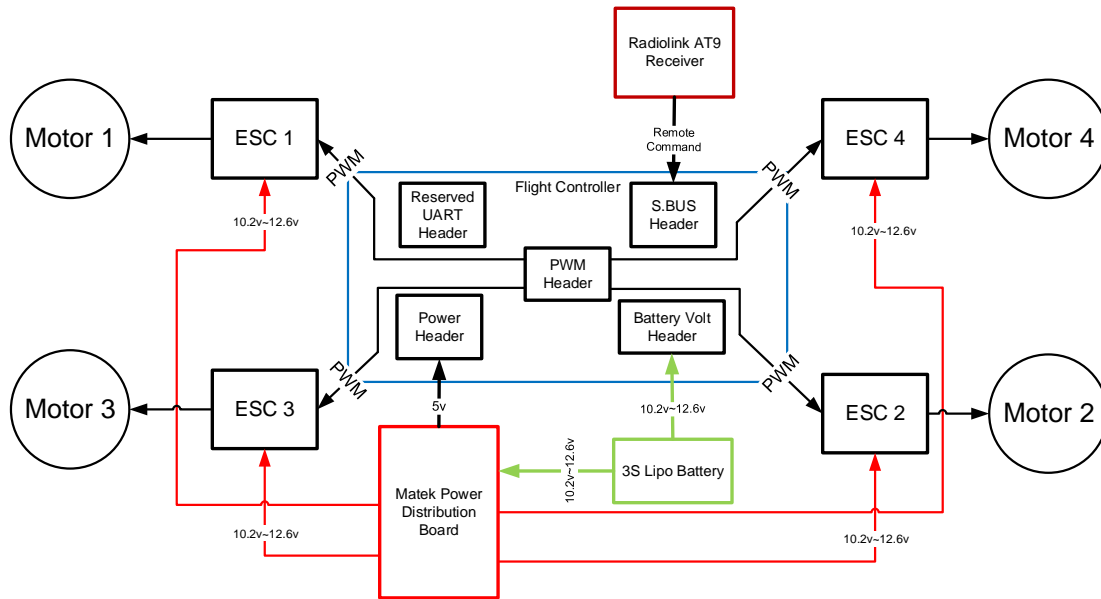 Radiolink AT9
Receiver
Motor 1
ESC 1
ESC 4
Motor 4
Remote
Command
PWM
PWM
Flight Controller
Reserved
UART
Header
S.BUS
Header
10.2v~12.6v
10.2v~12.6v
PWM
Header
Power
Header
Battery Volt
Header
PWM
PWM
Motor 3
ESC 3
ESC 2
Motor 2
5v
10.2v~12.6v
10.2v~12.6v
3S Lipo Battery
Matek Power
Distribution
Board
10.2v~12.6v
10.2v~12.6v